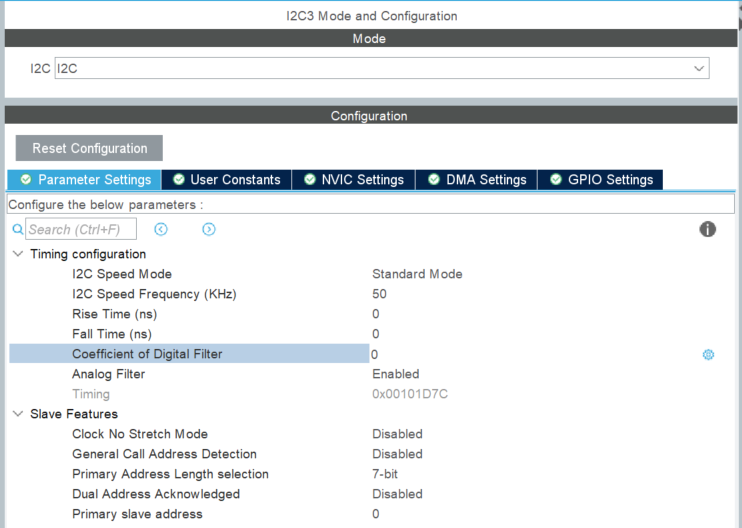 I2C3 Mode and Configuration
Mode
I2C I2C
Configuration
Reset Configuration
Parameter Settings User Constants NVIC Settings DMA Settings GPIO Settings
Configure the below parameters :
Search (Ctrl+F)
Timing configuration
I2C Speed Mode Standard Mode
I2C Speed Frequency (KHz) 50
Rise Time (ns) 0
Fall Time (ns) 0
Coefficient of Digital Filter 0
Analog Filter Enabled
Timing 0x00101D7C
Slave Features
Clock No Stretch Mode Disabled
General Call Address Detection Disabled
Primary Address Length selection 7-bit
Dual Address Acknowledged Disabled
Primary slave address 0